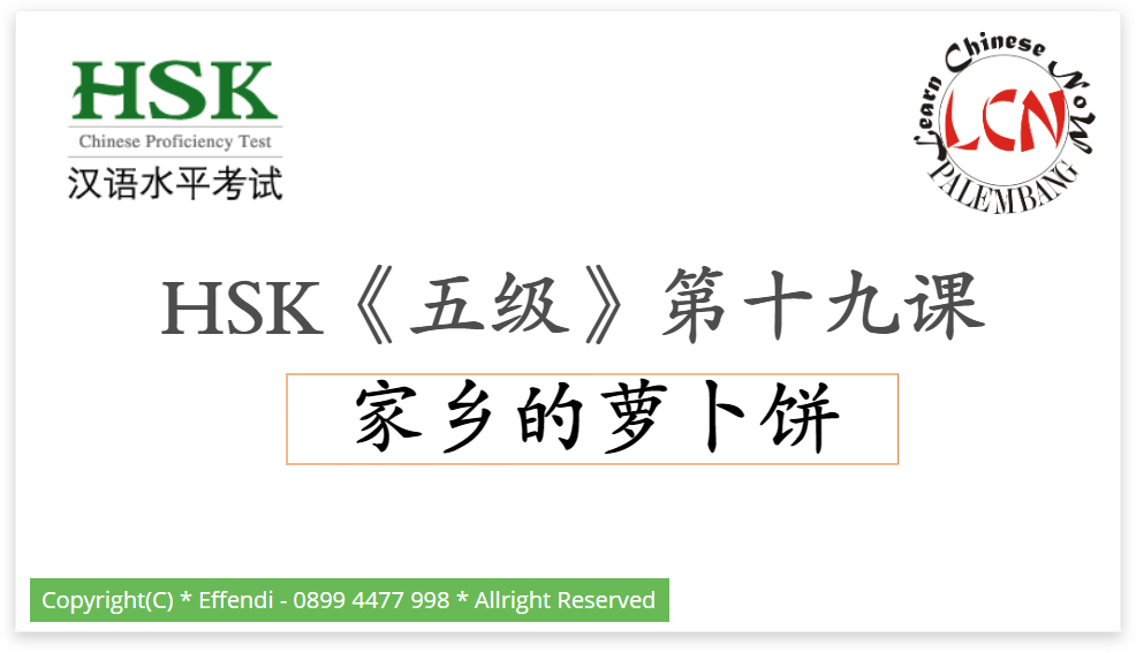 HSK
Chinese Proficiency Test
汉语水平考试
Learn Chinese Now
LCN
PALEMBANG
HSK《五级》第十九课
家乡的萝卜饼
Copyright(C) * Effendi - 0899 4477 998 * Allright Reserved